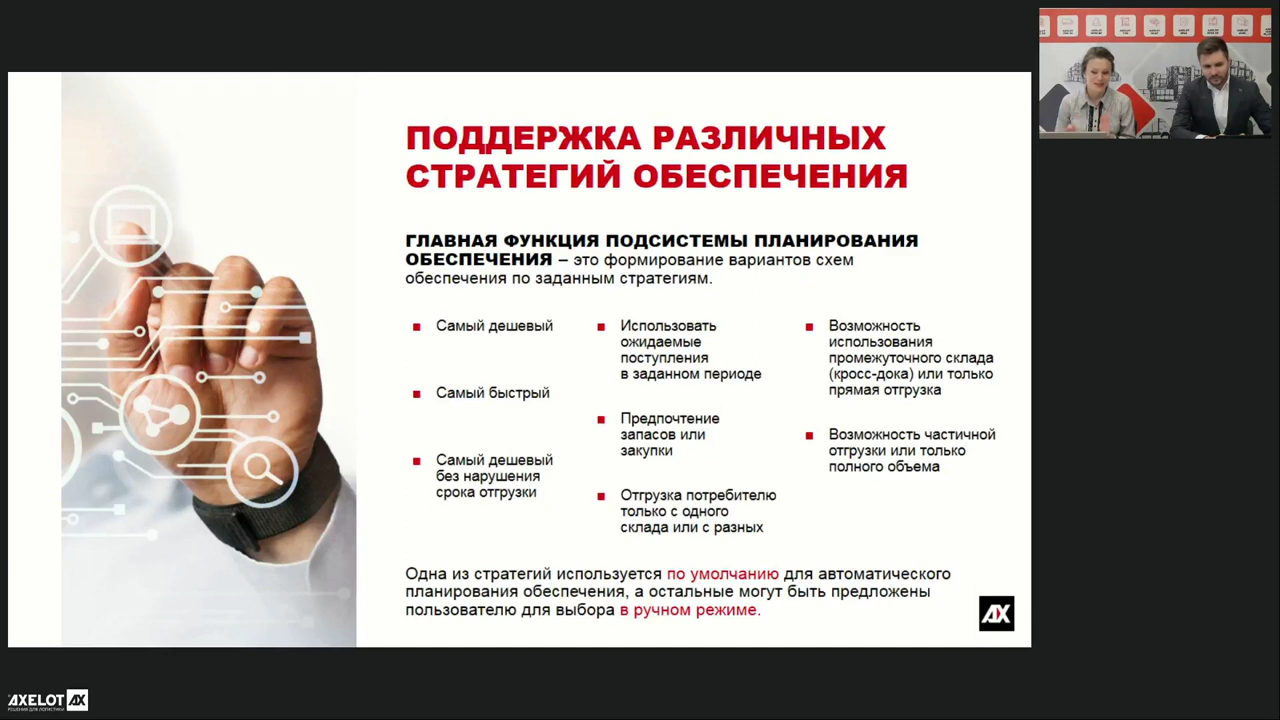 ПОДДЕРЖКА РАЗЛИЧНЫХ
СТРАТЕГИЙ ОБЕСПЕЧЕНИЯ
ГЛАВНАЯ ФУНКЦИЯ ПОДСИСТЕМЫ ПЛАНИРОВАНИЯ
ОБЕСПЕЧЕНИЯ – это формирование вариантов схем
обеспечения по заданным стратегиям.
Самый дешевый
Самый быстрый
Самый дешевый
без нарушения
срока отгрузки
Использовать
ожидаемые
поступления
в заданном периоде
Предпочтение
запасов или
закупки
Отгрузка потребителю
только с одного
склада или с разных
Возможность
использования
промежуточного склада
(кросс-дока) или только
прямая отгрузка
Возможность частичной
отгрузки или только
полного объема
Одна из стратегий используется по умолчанию для автоматического
планирования обеспечения, а остальные могут быть предложены
пользователю для выбора в ручном режиме.
AX
AXELOT AX
РЕШЕНИЯ ДЛЯ ЛОГИСТИКИ